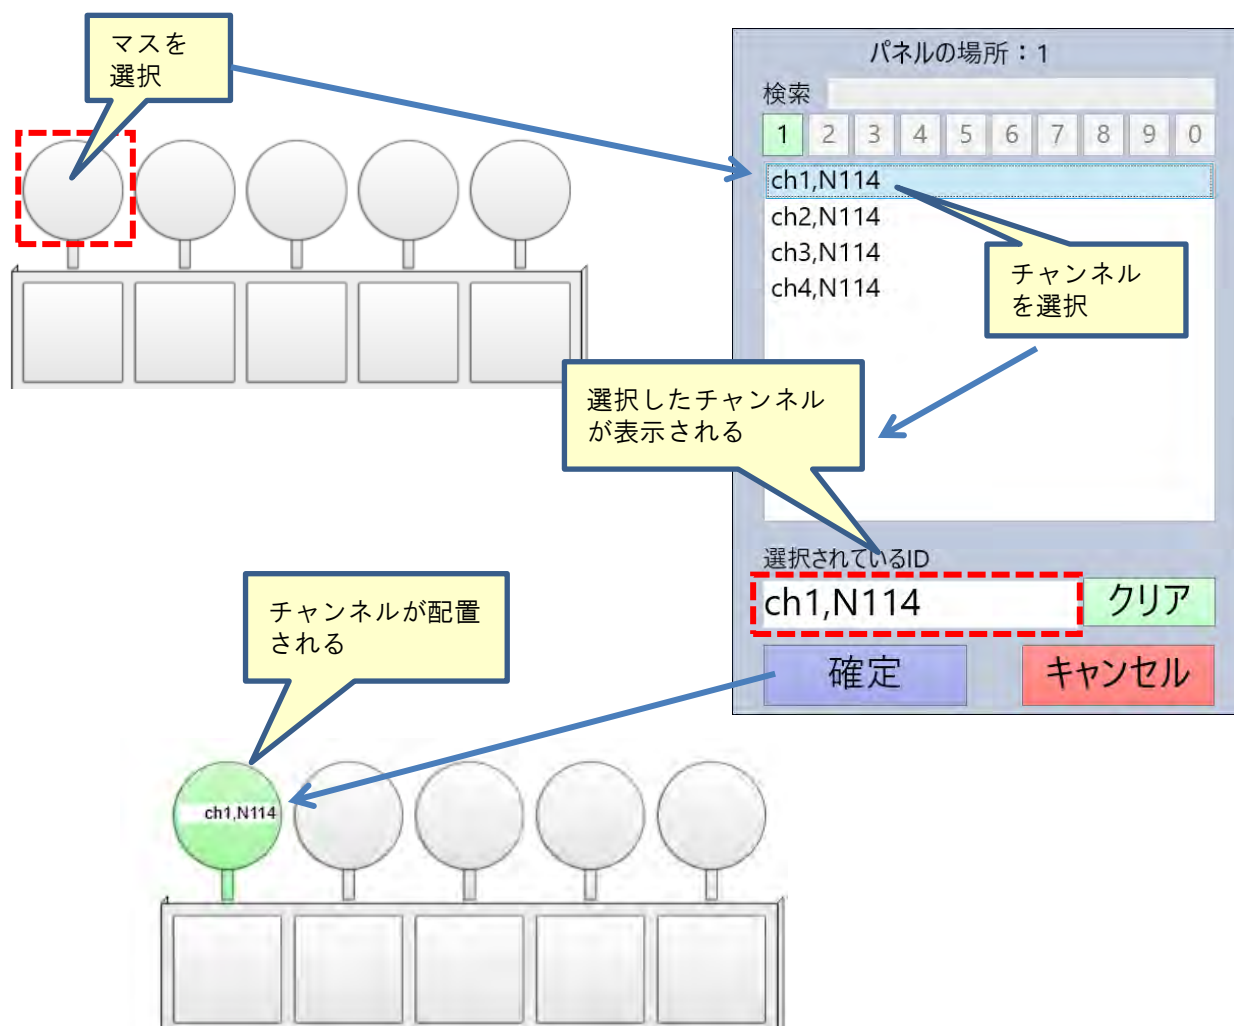 マスを
選択
パネルの場所：1
検索
1 2 3 4 5 6 7 8 9 0
ch1,N114
ch2,N114
ch3,N114
ch4,N114
チャンネル
を選択
選択したチャンネル
が表示される
選択されているID
ch1,N114
クリア
確定
キャンセル
チャンネルが配置
される
ch1,N114